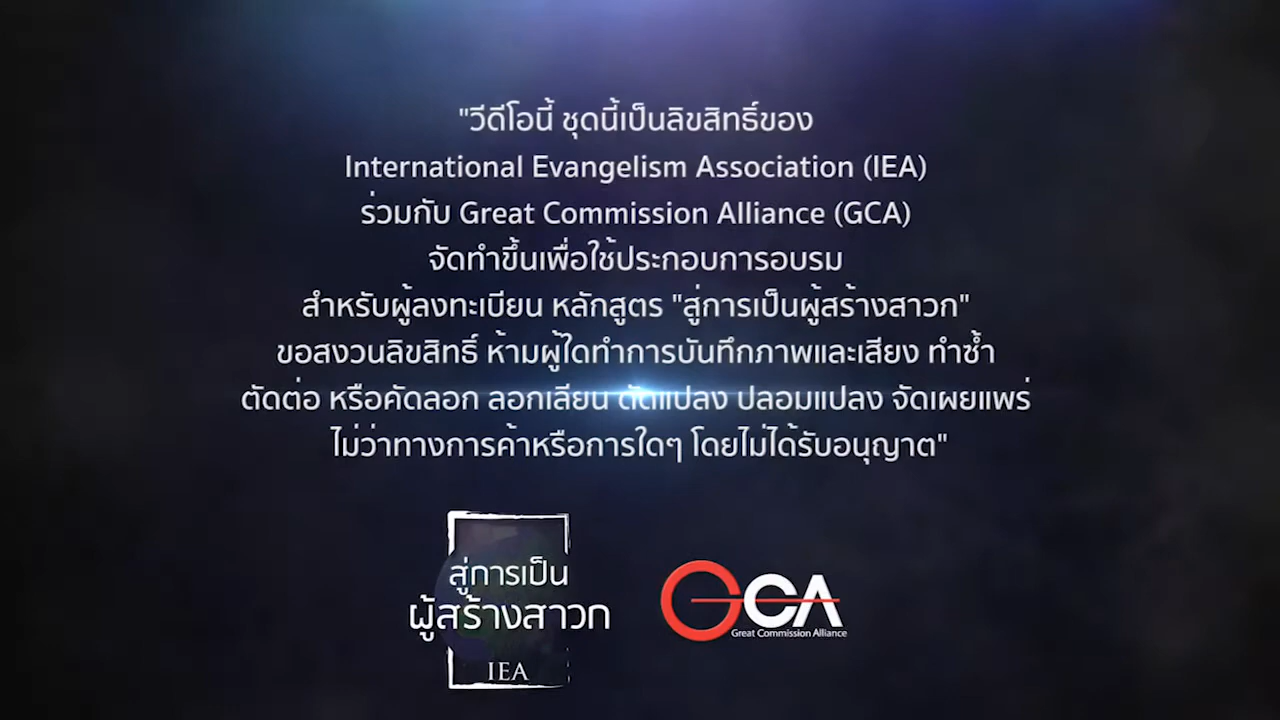 "วีดีโอนี้ ชุดนี้เป็นลิขสิทธิ์ของ
International Evangelism Association (IEA)
ร่วมกับ Great Commission Alliance (GCA)
จัดทำขึ้นเพื่อใช้ประกอบการอบรม
สำหรับผู้ลงทะเบียน หลักสูตร "สู่การเป็นผู้สร้างสาวก"
ขอสงวนลิขสิทธิ์ ห้ามผู้ใดทำการบันทึกภาพและเสียง ทำซ้ำ
ตัดต่อ หรือคัดลอก ลอกเลียน ดัดแปลง ปลอมแปลง จัดเผยแพร่
ไม่ว่าทางการค้าหรือการใดๆ โดยไม่ได้รับอนุญาต"
สู่การเป็น
ผู้สร้างสาวก
IEA
GCA
Great Commission Alliance